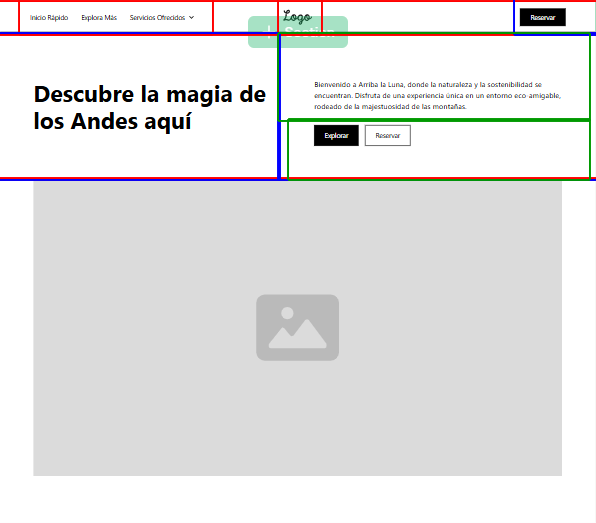 Inicio Rápido Explora Más Servicios Ofrecidos Logo Reservar
Descubre la magia de
los Andes aquí
Bienvenido a Arriba la Luna, donde la naturaleza y la sostenibilidad se
encuentran. Disfruta de una experiencia única en un entorno eco-amigable,
rodeado de la majestuosidad de las montañas.
Explorar Reservar